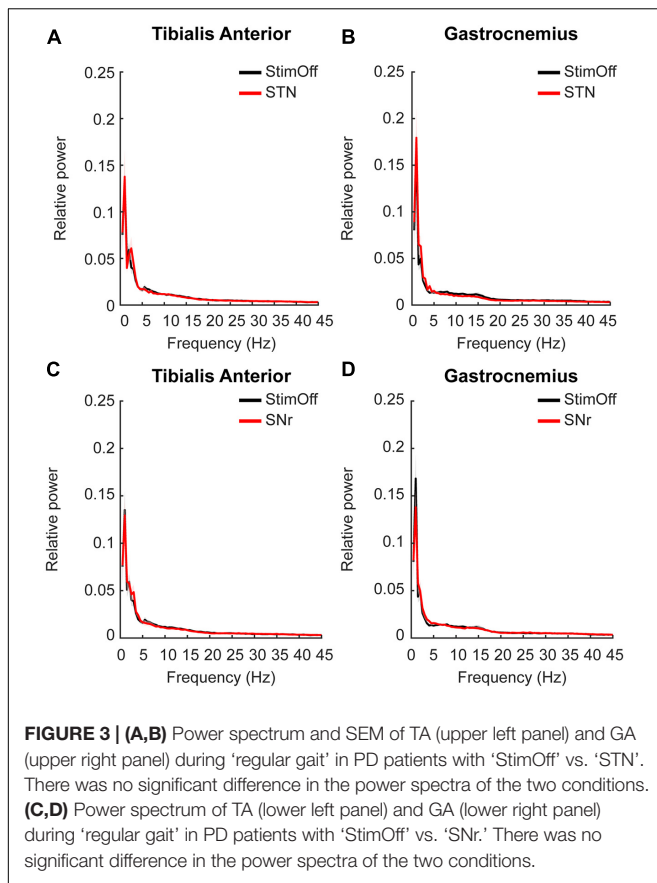 A Tibialis Anterior
StimOff
STN
0.25
0.2
0.15
0.1
0.05
0
Relative power
0 5 10 15 20 25 30 35 40 45
Frequency (Hz)
B Gastrocnemius
StimOff
STN
0.25
0.2
0.15
0.1
0.05
0
Relative power
0 5 10 15 20 25 30 35 40 45
Frequency (Hz)
C Tibialis Anterior
StimOff
SNr
0.25
0.2
0.15
0.1
0.05
0
Relative power
0 5 10 15 20 25 30 35 40 45
Frequency (Hz)
D Gastrocnemius
StimOff
SNr
0.25
0.2
0.15
0.1
0.05
0
Relative power
0 5 10 15 20 25 30 35 40 45
Frequency (Hz)
FIGURE 3 | (A,B) Power spectrum and SEM of TA (upper left panel) and GA
(upper right panel) during ‘regular gait’ in PD patients with ‘StimOff’ vs. ‘STN’.
There was no significant difference in the power spectra of the two conditions.
(C,D) Power spectrum of TA (lower left panel) and GA (lower right panel)
during ‘regular gait’ in PD patients with ‘StimOff’ vs. ‘SNr.’ There was no
significant difference in the power spectra of the two conditions.